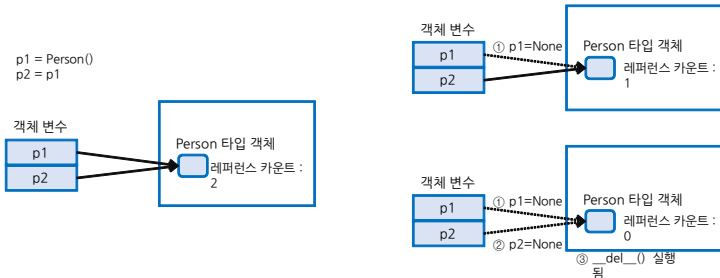 p1 = Person()
p2 = p1
객체 변수
p1
p2
Person 타입 객체
레퍼런스 카운트 :
2
객체 변수
p1
p2
① p1=None
Person 타입 객체
레퍼런스 카운트 :
1
객체 변수
p1
p2
① p1=None
② p2=None
Person 타입 객체
레퍼런스 카운트 :
0
③ __del__() 실행
됨